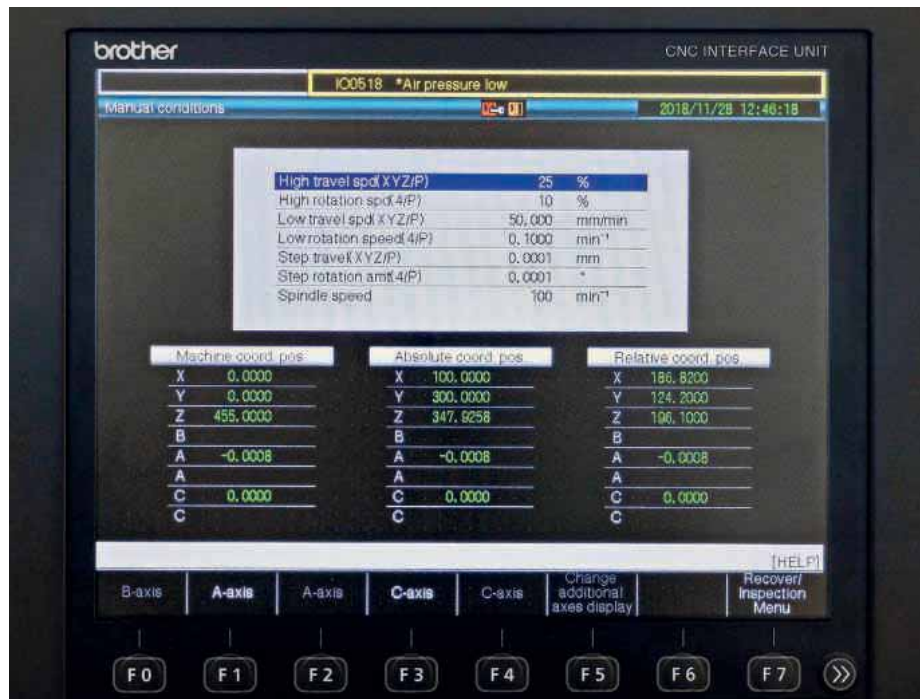 brother
CNC INTERFACE UNIT
IO0518 *Air pressure low
Manual conditions 2018/11/28 12:46:18
High travel spd(XYZ/P) 25 %
High rotation spd(4/P) 10 %
Low travel spd(XYZ/P) 50.000 mm/min
Low rotation speed(4/P) 0.1000 min⁻¹
Step travel(XYZ/P) 0.0001 mm
Step rotation amt(4/P) 0.0001 °
Spindle speed 100 min⁻¹
Machine coord. pos Absolute coord. pos Relative coord. pos
X 0.0000 X 100.0000 X 186.8200
Y 0.0000 Y 300.0000 Y 124.2000
Z 455.0000 Z 347.9258 Z 196.1000
B B B
A -0.0008 A -0.0008 A -0.0008
A A A
C 0.0000 C 0.0000 C 0.0000
C C C
[HELP]
B-axis A-axis A-axis C-axis C-axis Change additional axes display Recover/ Inspection Menu
F0 F1 F2 F3 F4 F5 F6 F7 »